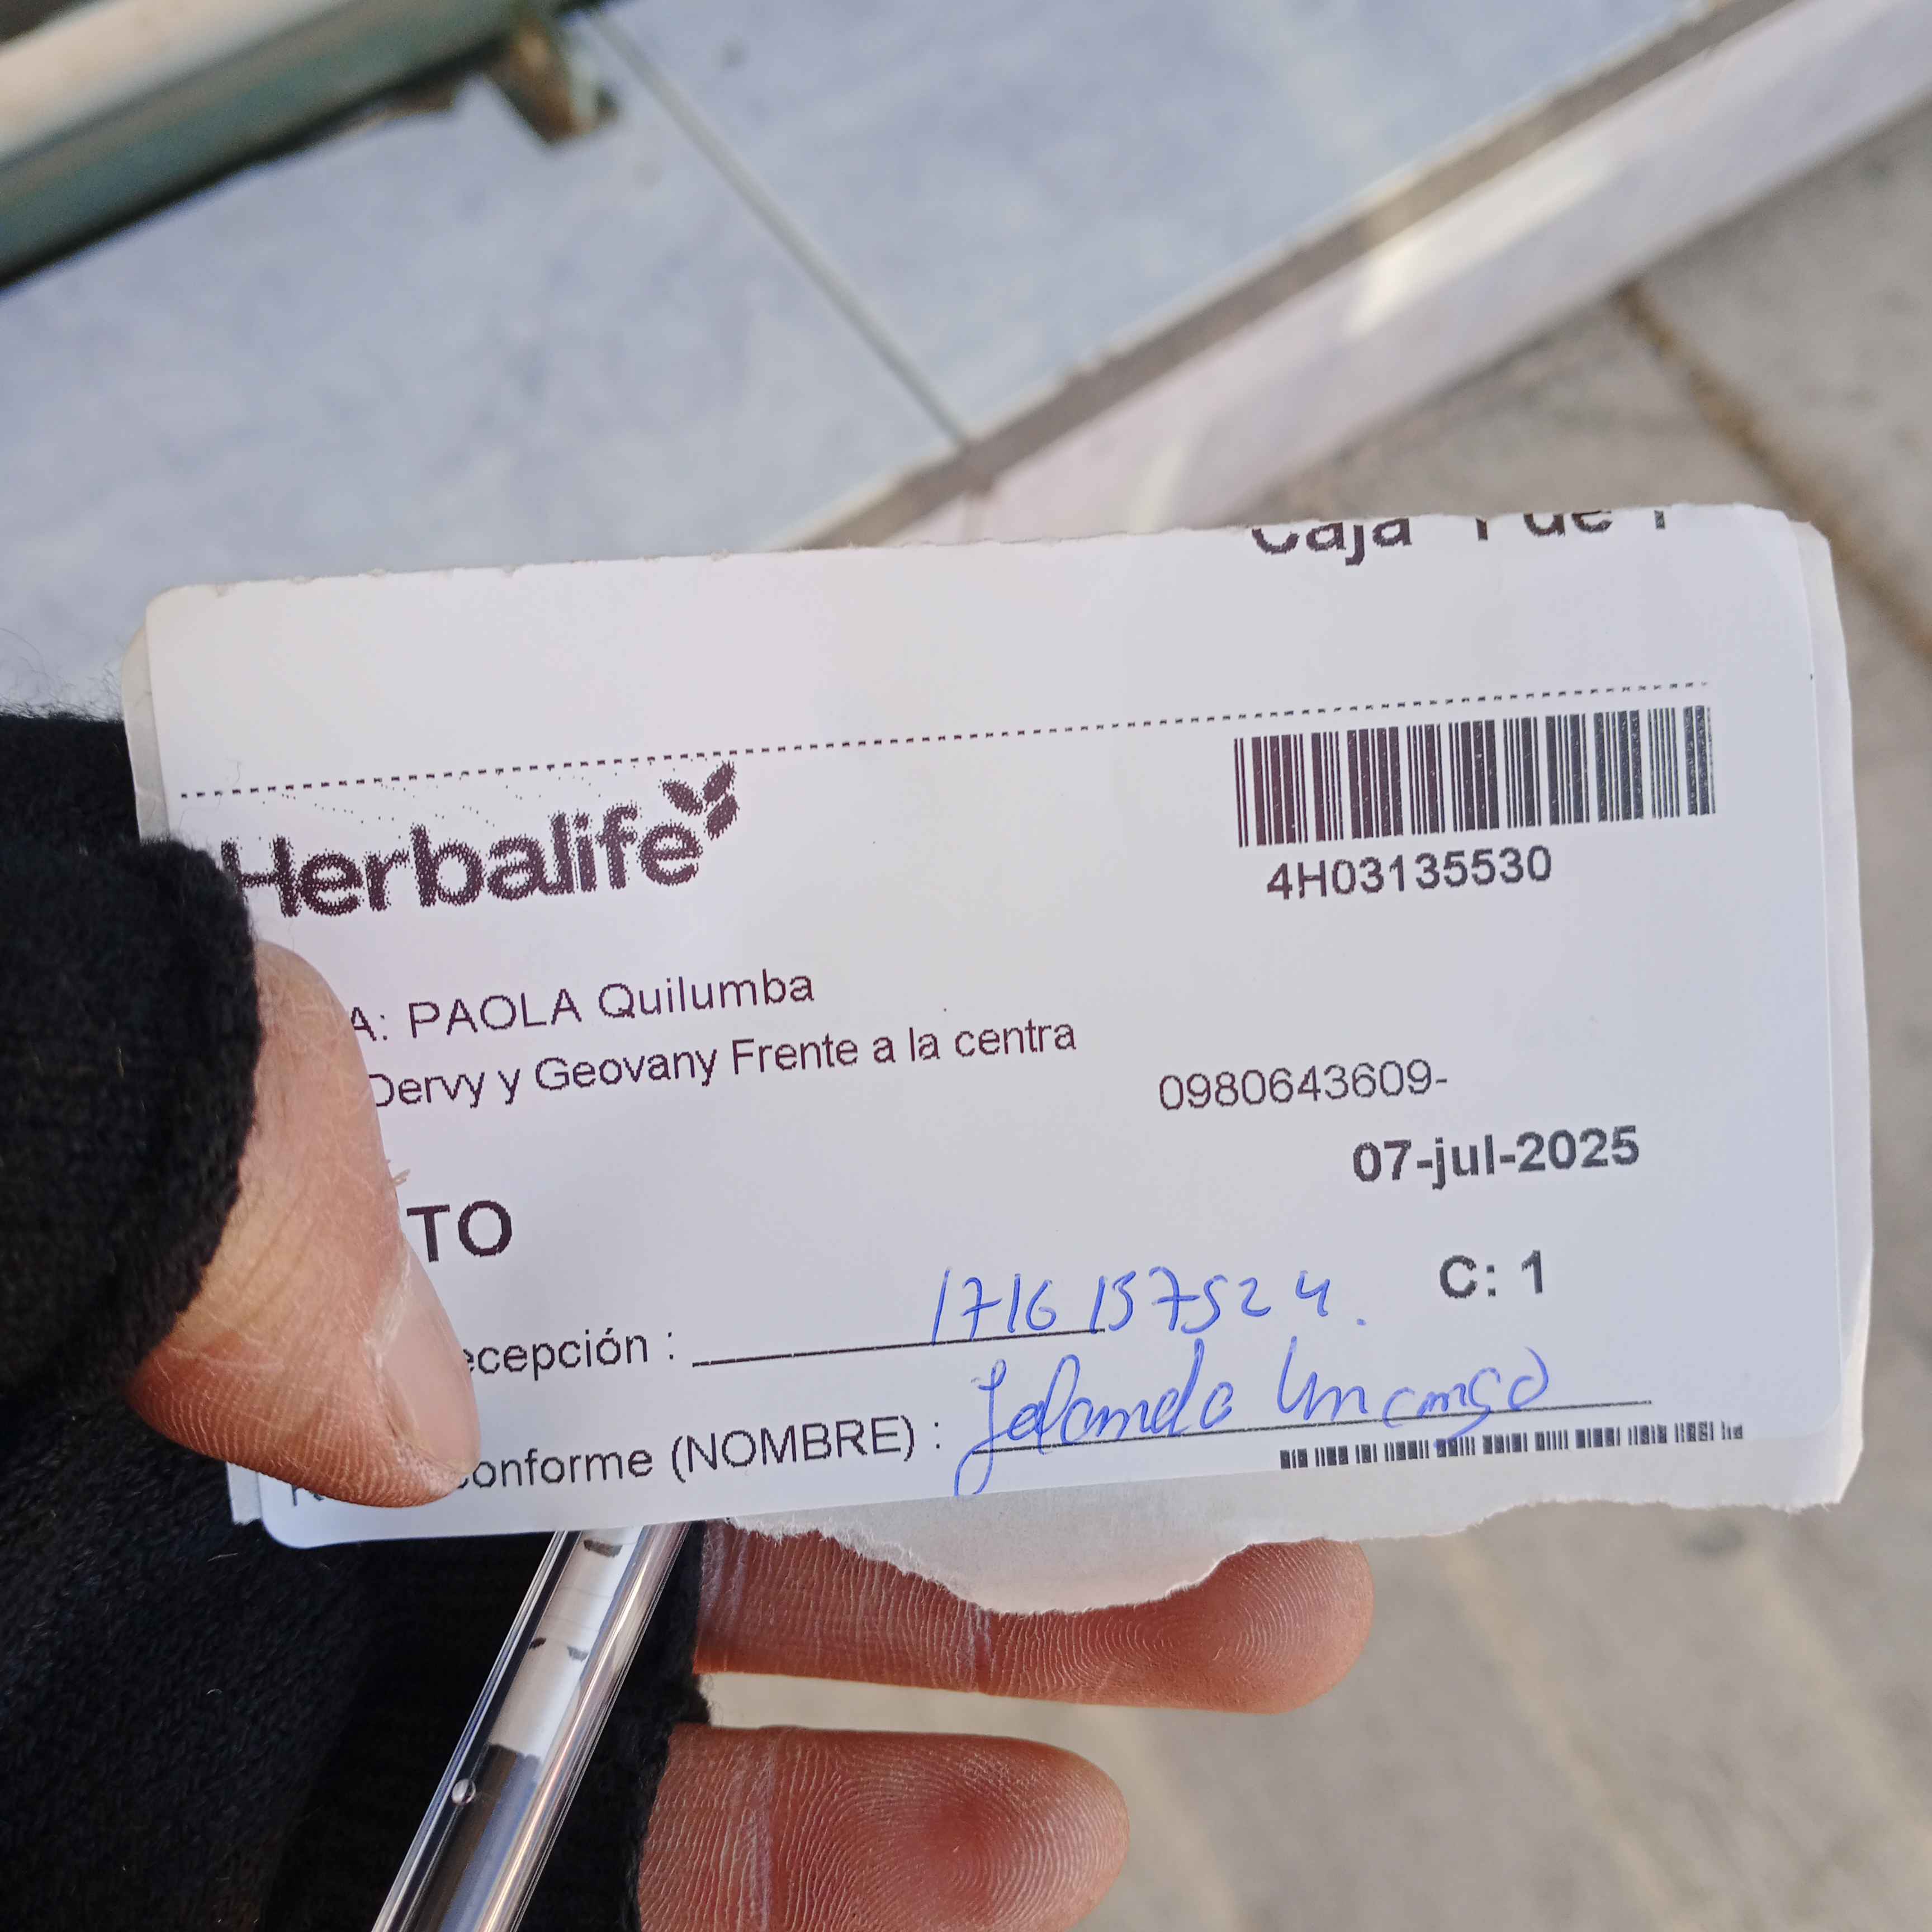 Caja 1 de 1
Herbalife
4H03135530
A: PAOLA Quilumba
Dervy y Geovany Frente a la centra
0980643609-
07-jul-2025
TO
C: 1
ecepción : 1716157524.
conforme (NOMBRE) :